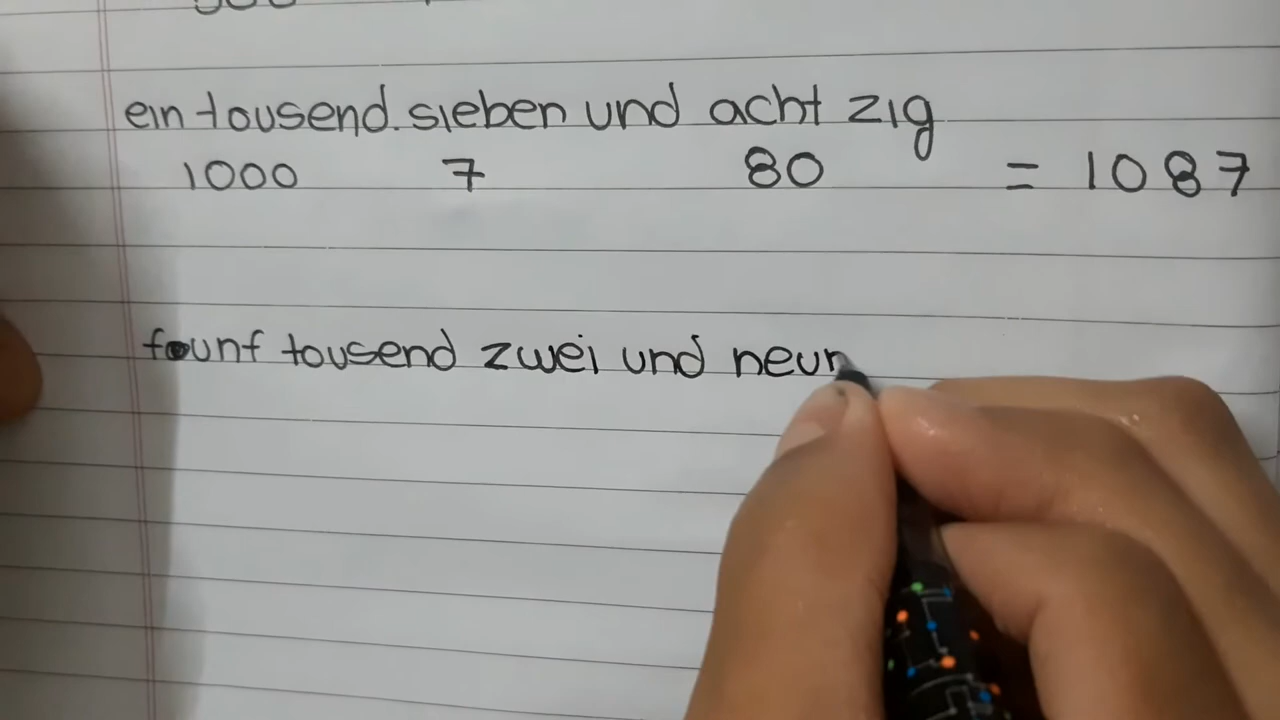 ein tousend. sieben und acht zig
1000 7 80 = 1087
founf tousend zwei und neun